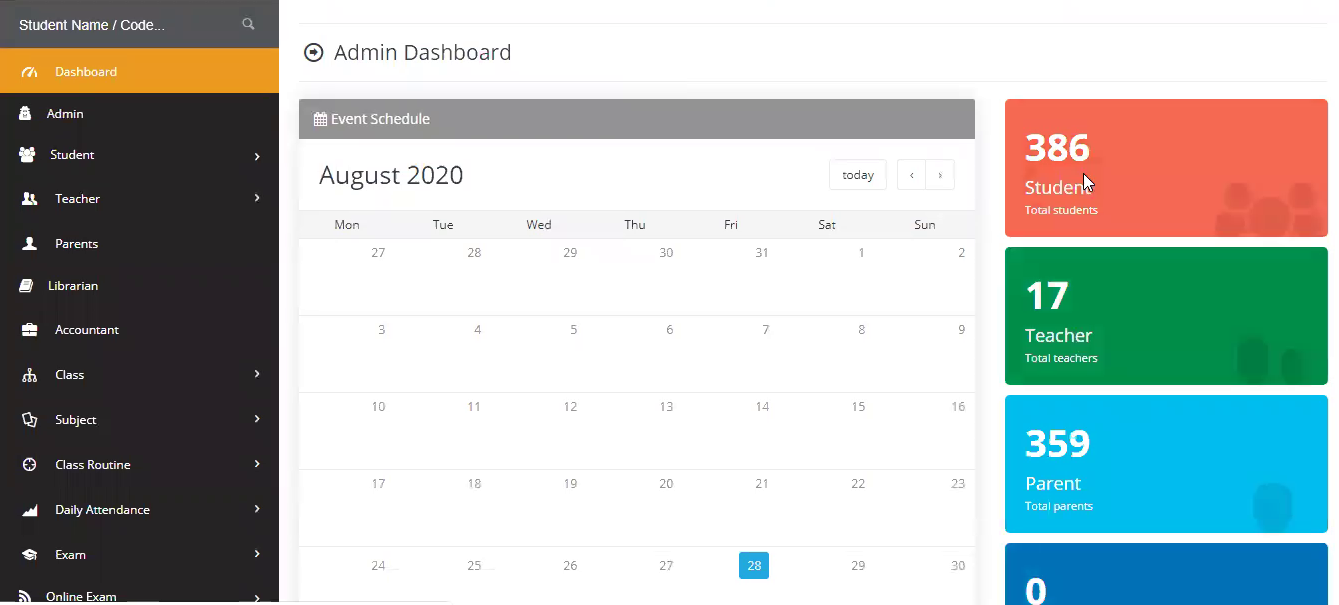 Student Name / Code...
Dashboard
Admin
Student
Teacher
Parents
Librarian
Accountant
Class
Subject
Class Routine
Daily Attendance
Exam
Online Exam
Admin Dashboard
Event Schedule
August 2020
today
‹ ›
Mon Tue Wed Thu Fri Sat Sun
27 28 29 30 31 1 2
3 4 5 6 7 8 9
10 11 12 13 14 15 16
17 18 19 20 21 22 23
24 25 26 27 28 29 30
386
Student
Total students
17
Teacher
Total teachers
359
Parent
Total parents
0